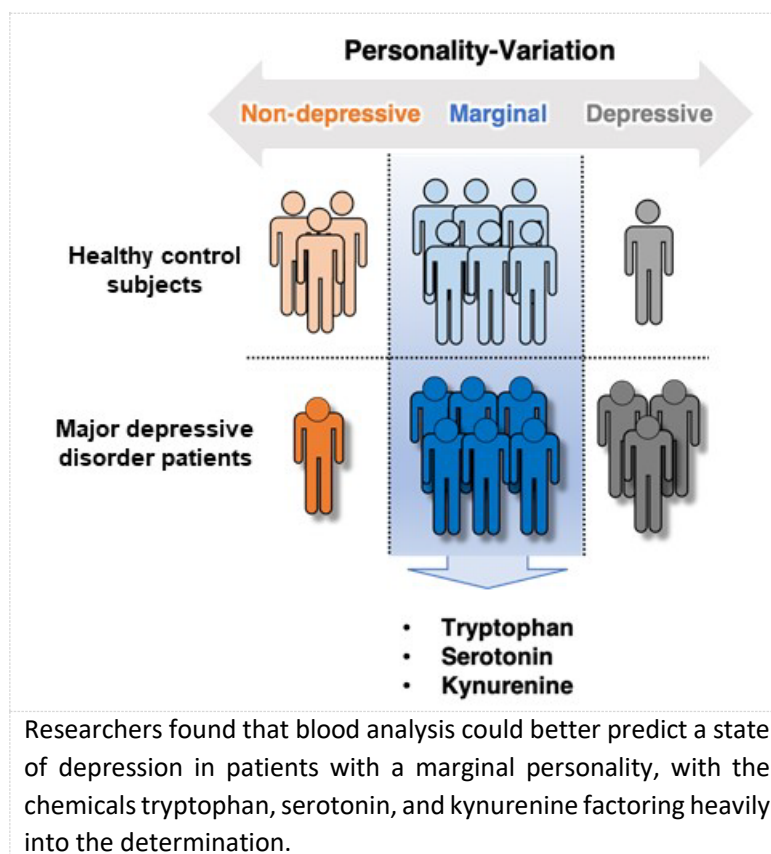 Personality-Variation
Non-depressive Marginal Depressive
Healthy control
subjects
Major depressive
disorder patients
• Tryptophan
• Serotonin
• Kynurenine
Researchers found that blood analysis could better predict a state
of depression in patients with a marginal personality, with the
chemicals tryptophan, serotonin, and kynurenine factoring heavily
into the determination.